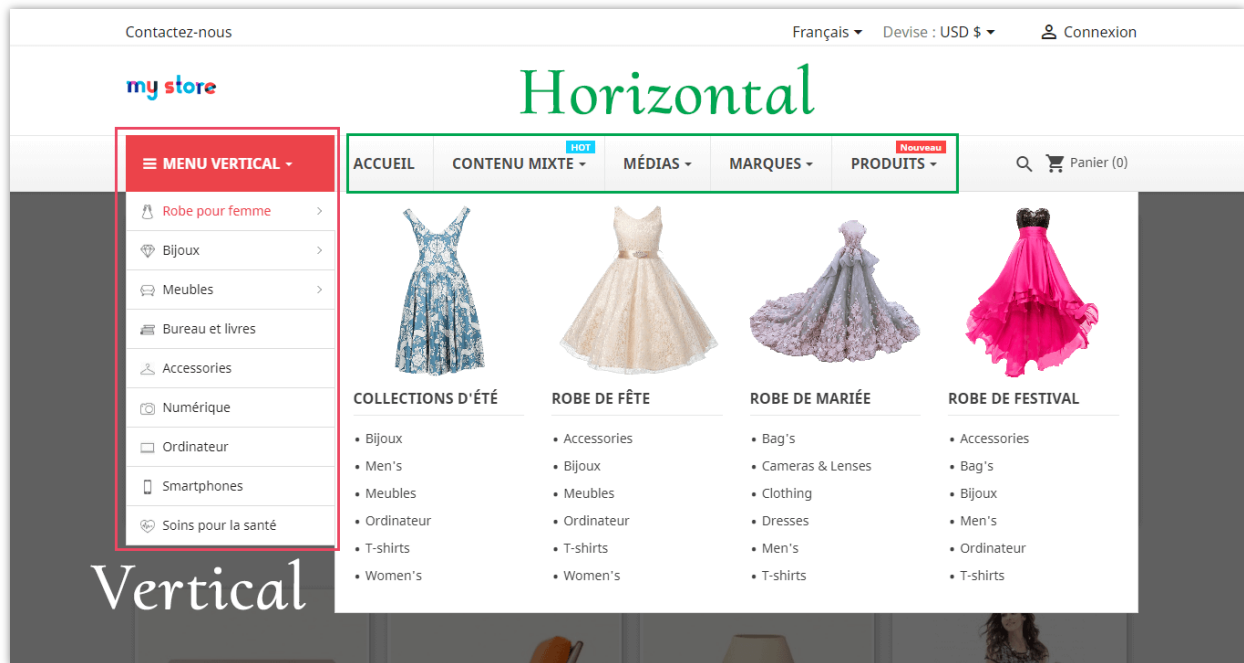 Contactez-nous
Français
Devise : USD $
Connexion
my store
Horizontal
MENU VERTICAL
ACCUEIL
CONTENU MIXTE
HOT
MÉDIAS
MARQUES
PRODUITS
Nouveau
Panier (0)
Robe pour femme
Bijoux
Meubles
Bureau et livres
Accessories
Numérique
Ordinateur
Smartphones
Soins pour la santé
Vertical
COLLECTIONS D'ÉTÉ
• Bijoux
• Men's
• Meubles
• Ordinateur
• T-shirts
• Women's
ROBE DE FÊTE
• Accessories
• Bijoux
• Meubles
• Ordinateur
• T-shirts
• Women's
ROBE DE MARIÉE
• Bag's
• Cameras & Lenses
• Clothing
• Dresses
• Men's
• T-shirts
ROBE DE FESTIVAL
• Accessories
• Bag's
• Bijoux
• Men's
• Ordinateur
• T-shirts